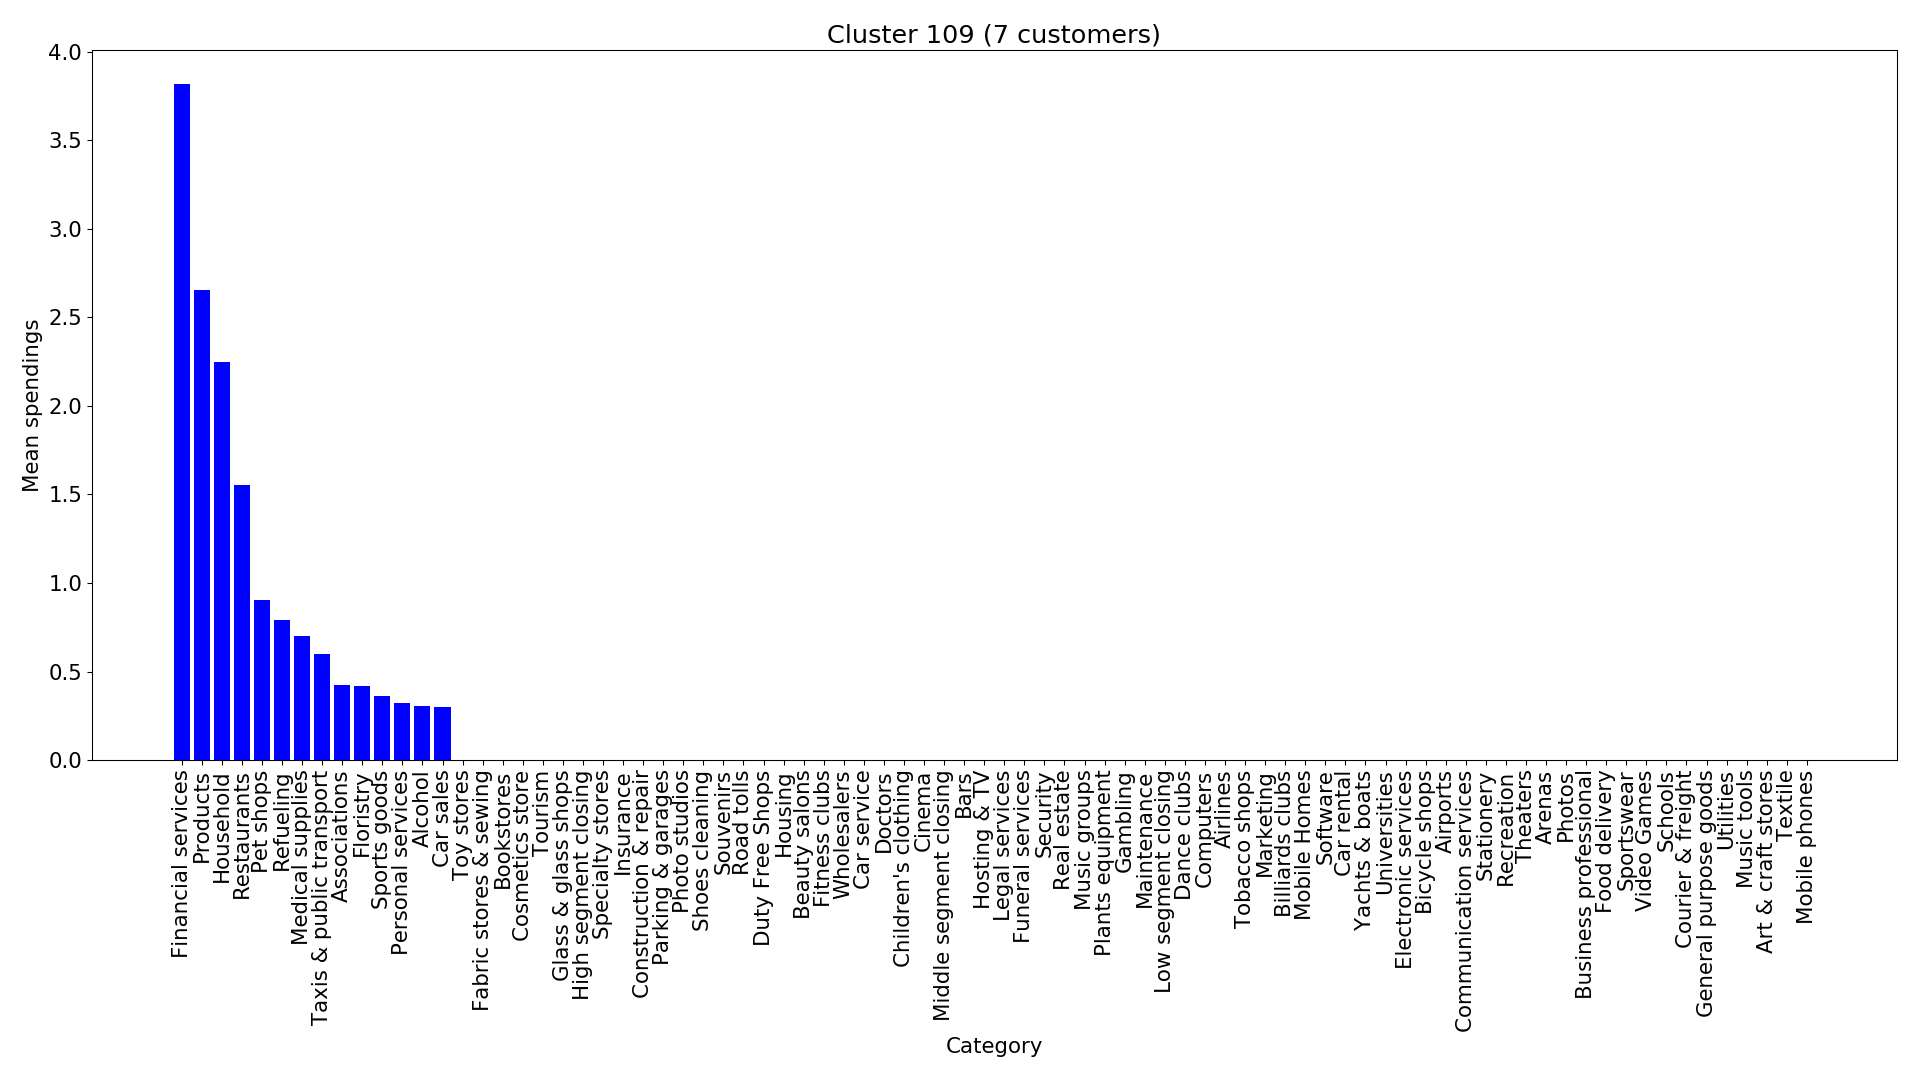 Cluster 109 (7 customers)
Mean spendings
4.0
3.5
3.0
2.5
2.0
1.5
1.0
0.5
0.0
Financial services
Products
Household
Restaurants
Pet shops
Refueling
Medical supplies
Taxis & public transport
Associations
Floristry
Sports goods
Personal services
Alcohol
Car sales
Toy stores
Fabric stores & sewing
Bookstores
Cosmetics store
Tourism
Glass & glass shops
High segment closing
Specialty stores
Insurance
Construction & repair
Parking & garages
Photo studios
Shoes cleaning
Souvenirs
Road tolls
Duty Free Shops
Housing
Beauty salons
Fitness clubs
Wholesalers
Car service
Doctors
Children's clothing
Cinema
Middle segment closing
Bars
Hosting & TV
Legal services
Funeral services
Security
Real estate
Music groups
Plants equipment
Gambling
Maintenance
Low segment closing
Dance clubs
Computers
Airlines
Tobacco shops
Marketing
Billiards clubs
Mobile Homes
Software
Car rental
Yachts & boats
Universities
Electronic services
Bicycle shops
Airports
Communication services
Stationery
Recreation
Theaters
Arenas
Photos
Business professional
Food delivery
Sportswear
Video Games
Schools
Courier & freight
General purpose goods
Utilities
Music tools
Art & craft stores
Textile
Mobile phones
Category